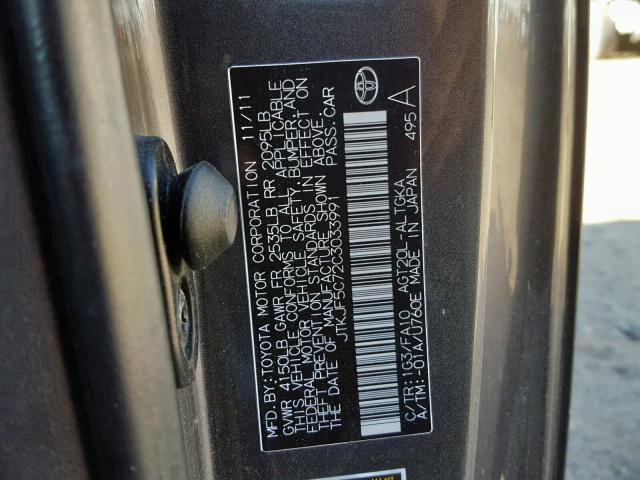 MFD. BY: TOYOTA MOTOR CORPORATION 11/11
GVWR 4150LB GAWR FR 2535LB RR 2095LB
THIS VEHICLE CONFORMS TO ALL APPLICABLE
FEDERAL MOTOR VEHICLE SAFETY, BUMPER, AND
THEFT PREVENTION STANDARDS IN EFFECT ON
THE DATE OF MANUFACTURE SHOWN ABOVE.
JTKJF5C72C3033991 PASS. CAR
C/TR: 1G3/FA10 AGT20L-ALTGKA
A/TM: -01A/U760E MADE IN JAPAN 495 A